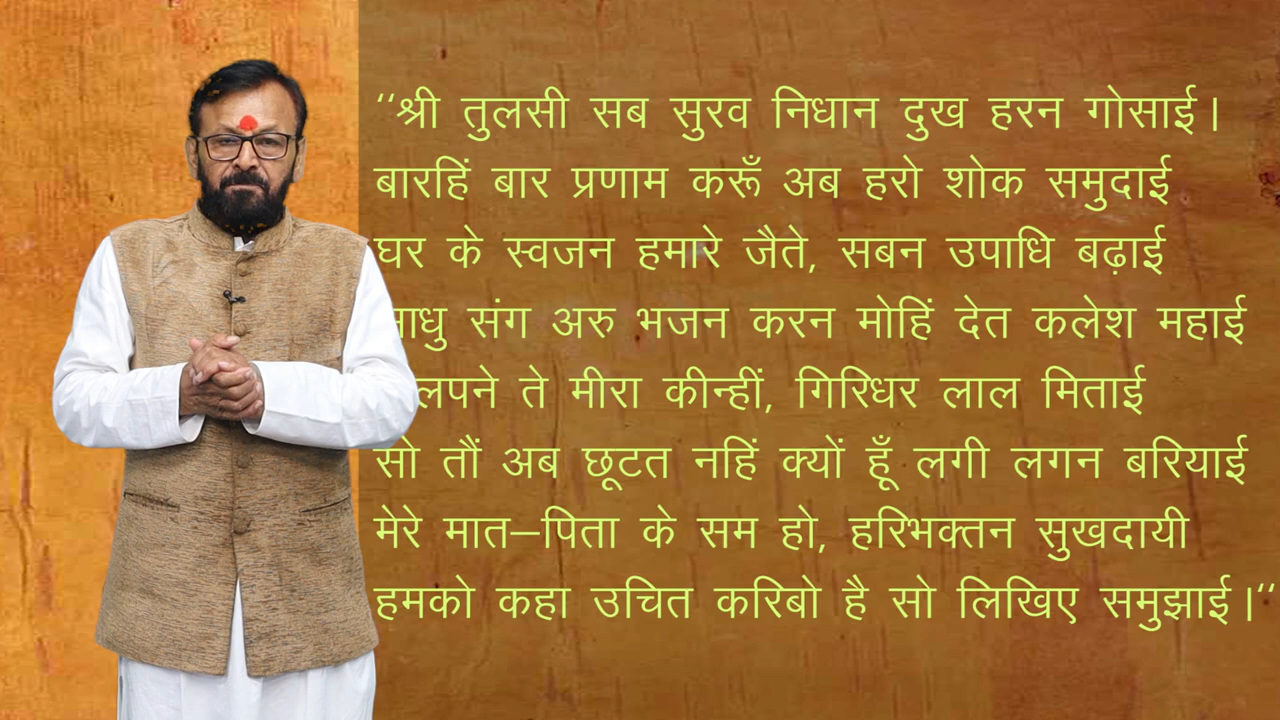 “श्री तुलसी सब सुरव निधान दुख हरन गोसाई।
बारहिं बार प्रणाम करूँ अब हरो शोक समुदाई
घर के स्वजन हमारे जैते, सबन उपाधि बढ़ाई
संग अरु भजन करन मोहिं देत कलेश महाई
ते मीरा कीन्हीं, गिरिधर लाल मिताई
सो तौं अब छूटत नहिं क्यों हूँ लगी लगन बरियाई
मेरे मात–पिता के सम हो, हरिभक्तन सुखदायी
हमको कहा उचित करिबो है सो लिखिए समुझाई।“